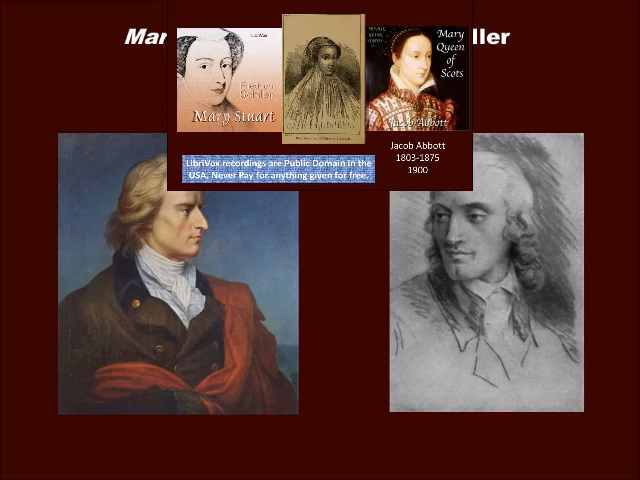 Mar
ller
LibriVox
Friedrich
Schiller
Mary Stuart
Mary
Queen
of
Scots
Jacob Abbott
Jacob Abbott
1803-1875
1900
LibriVox recordings are Public Domain in the
USA. Never Pay for anything given for free.